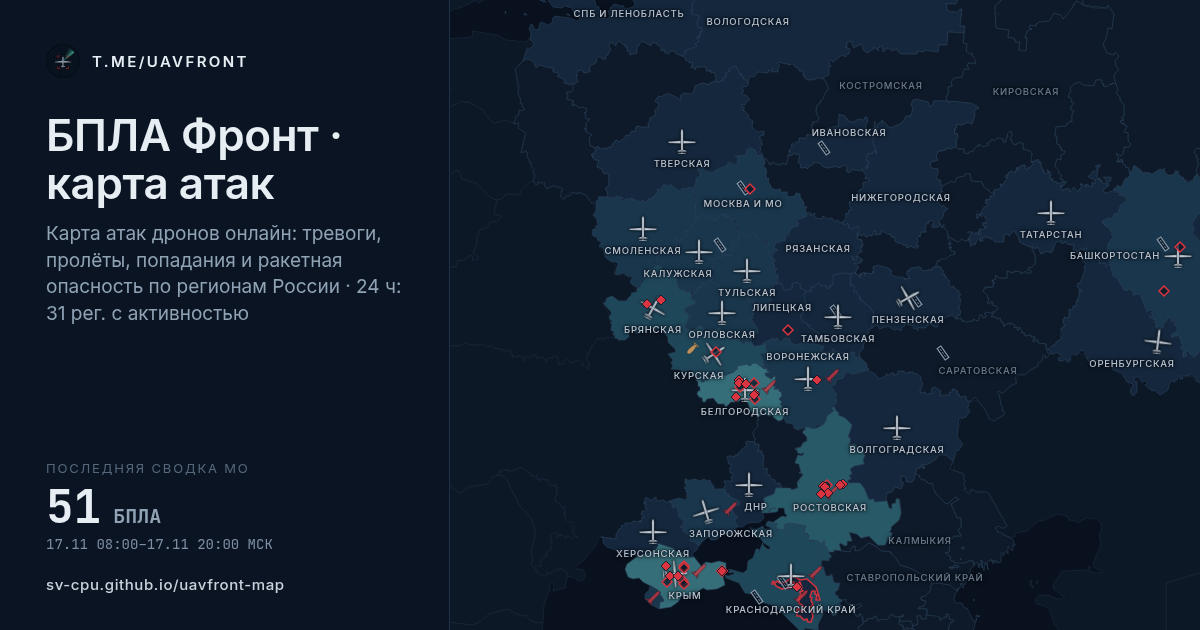 T.ME/UAVFRONT
БПЛА Фронт ·
карта атак
Карта атак дронов онлайн: тревоги,
пролёты, попадания и ракетная
опасность по регионам России · 24 ч:
31 рег. с активностью
ПОСЛЕДНЯЯ СВОДКА МО
51 БПЛА
17.11 08:00–17.11 20:00 МСК
sv-cpu.github.io/uavfront-map
СПБ И ЛЕНОБЛАСТЬ
ВОЛОГОДСКАЯ
КОСТРОМСКАЯ
КИРОВСКАЯ
ИВАНОВСКАЯ
ТВЕРСКАЯ
МОСКВА И МО
НИЖЕГОРОДСКАЯ
ТАТАРСТАН
СМОЛЕНСКАЯ
РЯЗАНСКАЯ
БАШКОРТОСТАН
КАЛУЖСКАЯ
ТУЛЬСКАЯ
ЛИПЕЦКАЯ
ПЕНЗЕНСКАЯ
БРЯНСКАЯ
ОРЛОВСКАЯ
ТАМБОВСКАЯ
ВОРОНЕЖСКАЯ
ОРЕНБУРГСКАЯ
КУРСКАЯ
САРАТОВСКАЯ
БЕЛГОРОДСКАЯ
ВОЛГОГРАДСКАЯ
ДНР
РОСТОВСКАЯ
ЗАПОРОЖСКАЯ
КАЛМЫКИЯ
ХЕРСОНСКАЯ
СТАВРОПОЛЬСКИЙ КРАЙ
КРЫМ
КРАСНОДАРСКИЙ КРАЙ